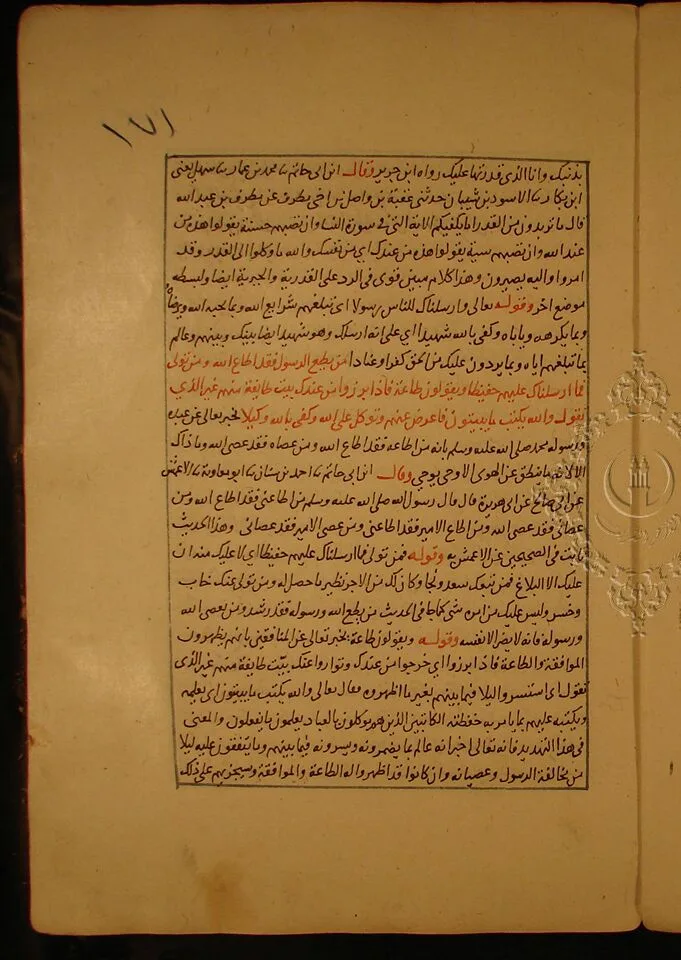 ١٧١
بذنبك وانا الذي قدرتها عليك رواه ابن جرير وقال ابن ابي حاتم ثنا محمد بن عمار ثنا سهل يعني
ابن بكار ثنا الاسود بن شيبان حدثني عقبة بن واصل بن اخي مطرف عن مطرف بن عبد الله
قال ما تريدون من القدر اما يكفيكم الاية التي في سورة النسا وان تصبهم حسنة يقولوا هذه من
عند الله وان تصبهم سيئة يقولوا هذه من عندك اي من نفسك والله ما وكلوا الى القدر وقد
امروا واليه يصيرون وهذا كلام متين قوي في الرد على القدرية والجبرية ايضا ولبسطه
موضع اخر وقوله تعالى وارسلناك للناس رسولا اي تبلغهم شرايع الله وما يحبه الله ويرضاه
وما يكرهه وياباه وكفى بالله شهيدا اي على انه ارسلك وهو شهيد ايضا بينك وبينهم وعالم
بما تبلغهم اياه وبما يردون عليك من الحق كفرا وعنادا من يطع الرسول فقد اطاع الله ومن تولى
فما ارسلناك عليهم حفيظا ويقولون طاعة فاذا برزوا من عندك بيت طايفة منهم غير الذي
تقول والله يكتب ما يبيتون فاعرض عنهم وتوكل على الله وكفى بالله وكيلا يخبر تعالى عن عبده
ورسوله محمد صلى الله عليه وسلم بانه من اطاعه فقد اطاع الله ومن عصاه فقد عصى الله وما ذاك
الا لانه ما ينطق عن الهوى ان هو الا وحي يوحي وقال ابن ابي حاتم ثنا احمد بن سنان ثنا ابو معاوية ثنا الاعمش
عن ابي صالح عن ابي هريرة قال قال رسول الله صلى الله عليه وسلم من اطاعني فقد اطاع الله ومن
عصاني فقد عصى الله ومن اطاع الامير فقد اطاعني ومن عصى الامير فقد عصاني وهذا الحديث
ثابت في الصحيحين عن الاعمش به وقوله فمن تولى فما ارسلناك عليهم حفيظا اي لا عليك منه ان
عليك الا البلاغ فمن تبعك سعد ونجا وكان لك من الاجر نظير ما حصل له ومن تولى عنك خاب
وخسر وليس عليك من امره شي كما جا في الحديث من يطع الله ورسوله فقد رشد ومن يعصى الله
ورسوله فانه لا يضر الا نفسه وقوله ويقولون طاعة يخبر تعالى عن المنافقين بانهم يظهرون
الموافقة والطاعة فاذا برزوا اي خرجوا من عندك وتواروا عنك بيت طايفة منهم غير الذي
تقول اي استسروا ليلا فيما بينهم بغير ما اظهروه فقال تعالى والله يكتب ما يبيتون اي يعلمه
ويكتبه عليهم بما يامر به حفظته الكاتبين الذين هم موكلون بالعباد يعلمون ما يفعلون والمعنى
في هذا التهديد فانه تعالى اخبر انه عالم بما يضمرونه ويسرونه فيما بينهم وما يتفقون عليه ليلا
من مخالفة الرسول وعصيانه وان كانوا قد اظهروا له الطاعة والموافقة وسيجزيهم على ذلك